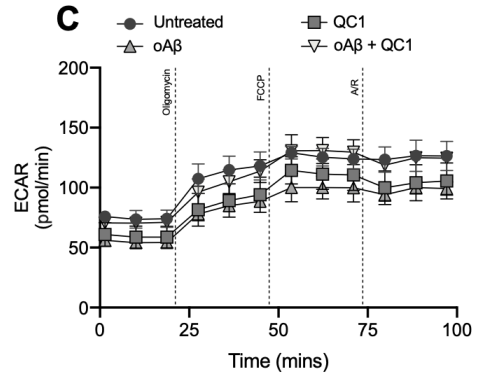 C
Untreated
QC1
oAβ
oAβ + QC1
200
150
100
50
0
ECAR
(pmol/min)
Oligomycin
FCCP
A/R
0
25
50
75
100
Time (mins)